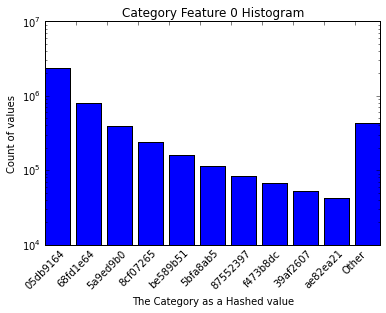 Category Feature 0 Histogram
10^7
10^6
10^5
10^4
Count of values
05db9164
68fd1e64
5a9ed9b0
8cf07265
be589b51
5bfa8ab5
87552397
f473b8dc
39af2607
ae82ea21
Other
The Category as a Hashed value